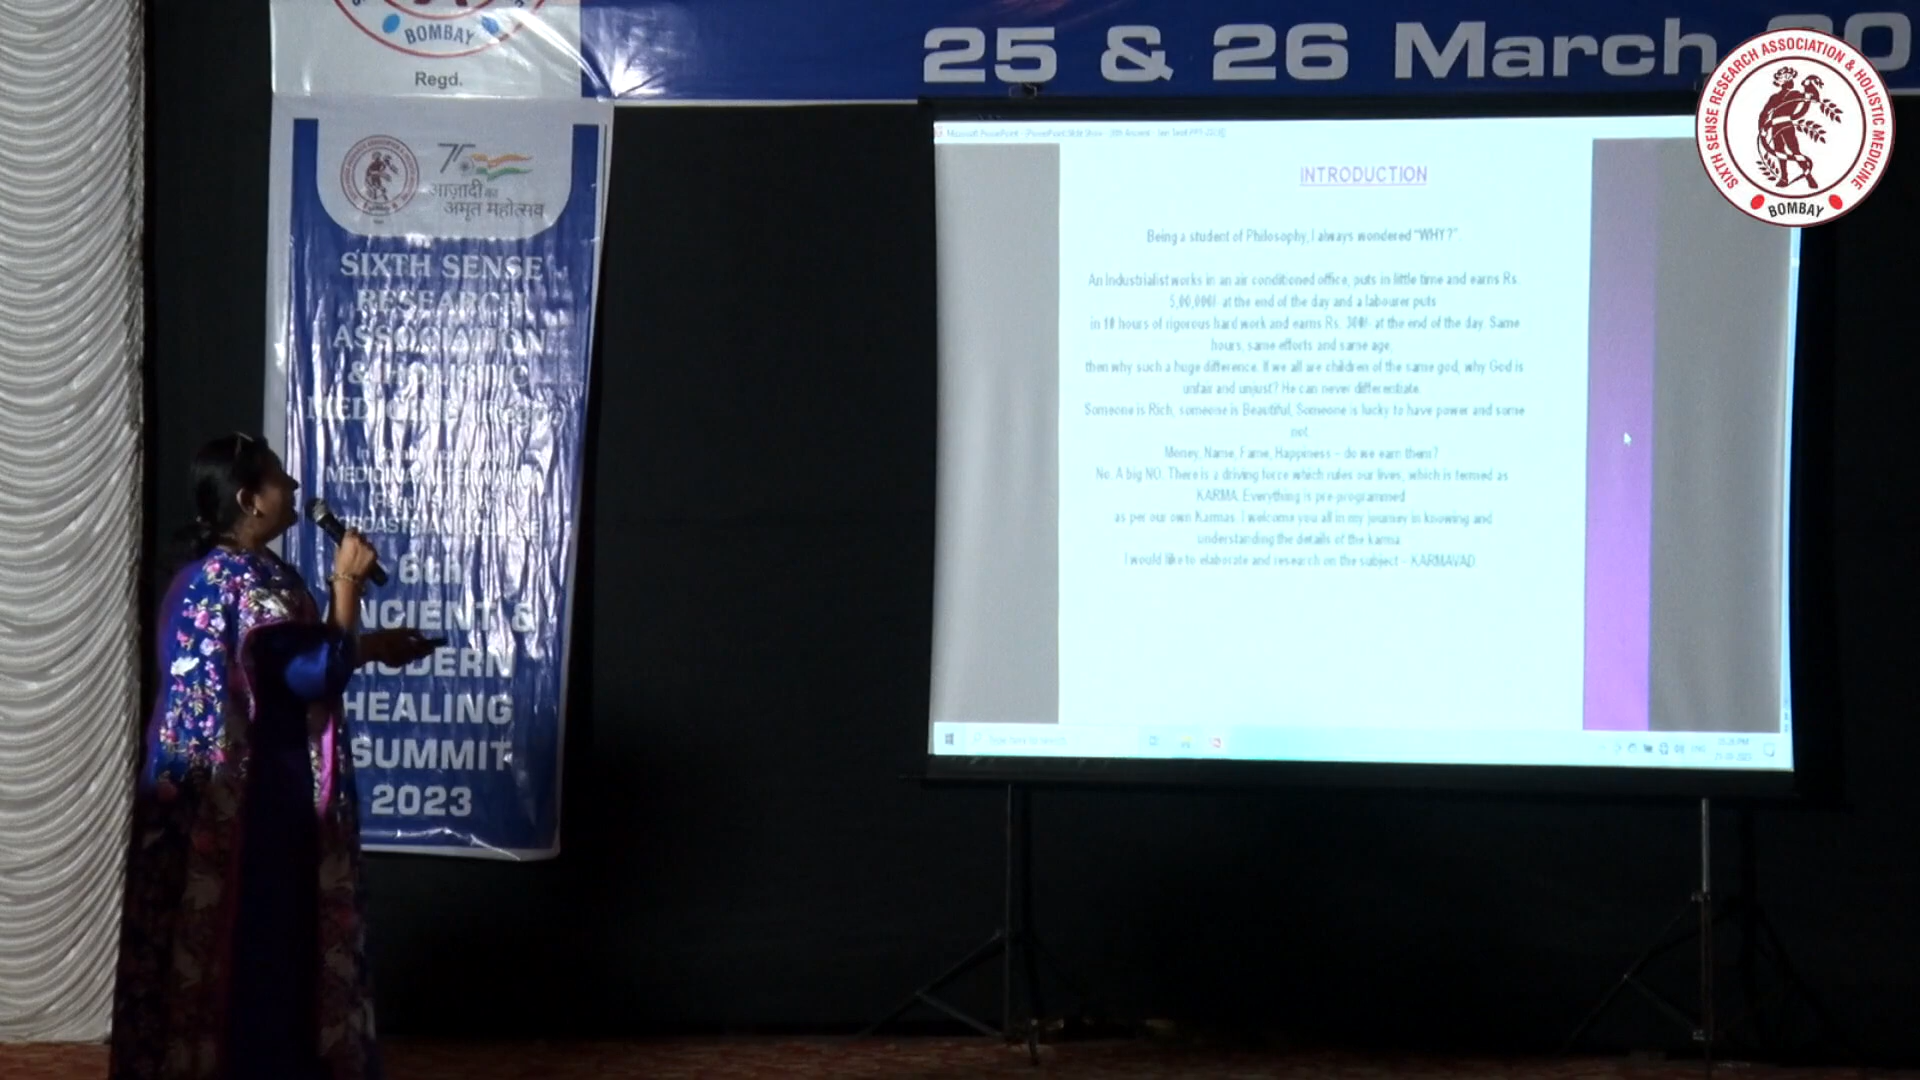 BOMBAY
Regd.
25 & 26 March
SIXTH SENSE RESEARCH ASSOCIATION & HOLISTIC MEDICINE
BOMBAY
आज़ादी का
अमृत महोत्सव
SIXTH SENSE
RESEARCH
ASSOCIATION
&
6th
&
HEALING
SUMMIT
2023
INTRODUCTION
Being a student of Philosophy, I always wondered "WHY?".
An Industrialist works in an air conditioned office, puts in little time and earns Rs.
5,00,000/- at the end of the day and a labourer puts
in 10 hours of rigorous hard work and earns Rs. 300/- at the end of the day. Same
hours, same efforts and same age,
then why such a huge difference. If we all are children of the same god, why God is
unfair and unjust? He can never differentiate.
Someone is Rich, someone is Beautiful, Someone is lucky to have power and some
not.
Money, Name, Fame, Happiness - do we earn them?
No. A big NO. There is a driving force which rules our lives, which is termed as
KARMA. Everything is pre-programmed
as per our own Karmas. I welcome you all in my journey in knowing and
understanding the details of the karma.
I would like to elaborate and research on the subject - KARMAVAD.